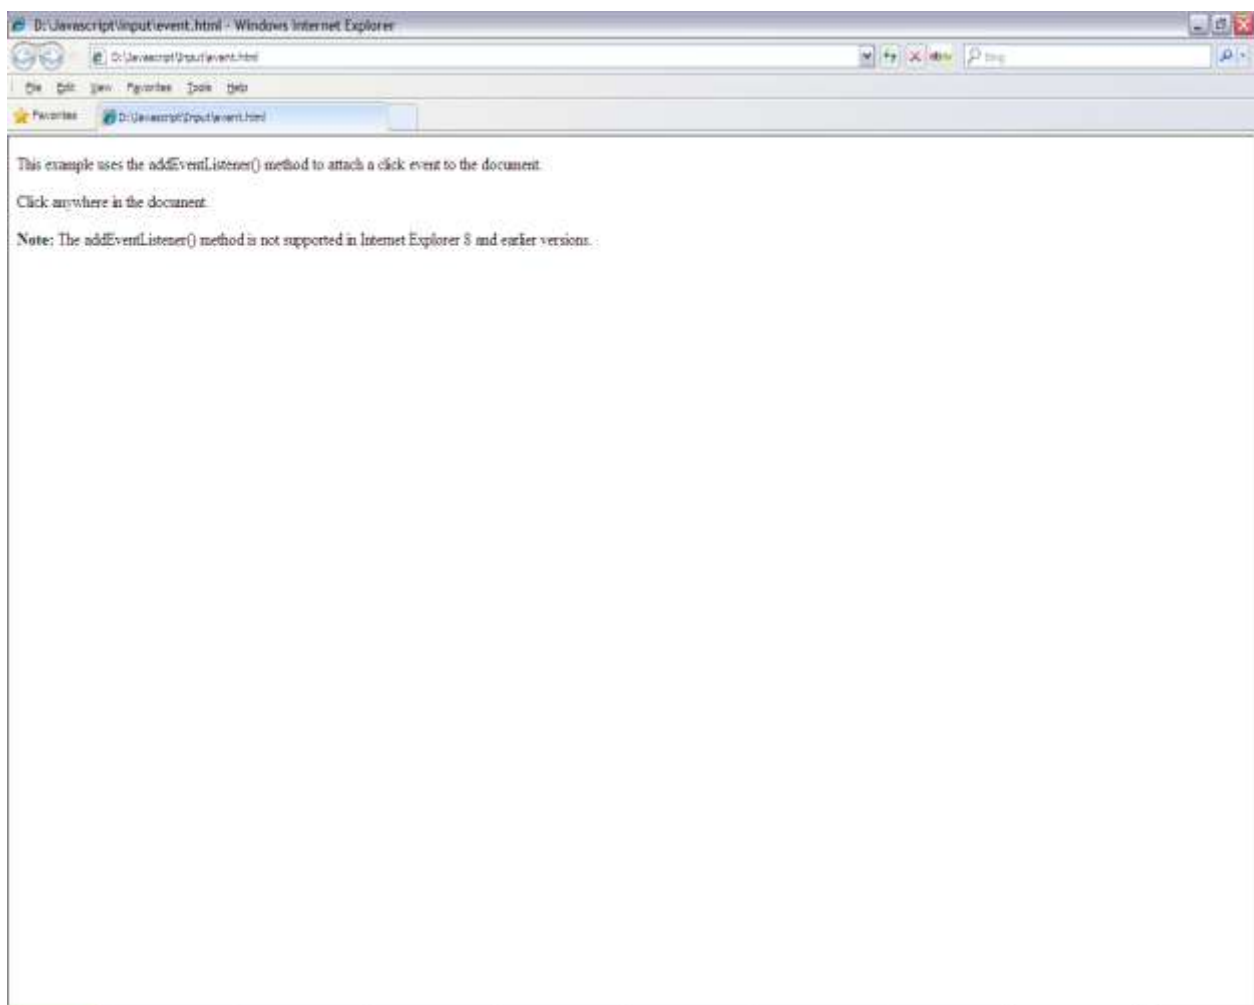 D:\Javascript\Input\event.html - Windows Internet Explorer
D:\Javascript\Input\event.html
bing
File Edit View Favorites Tools Help
Favorites D:\Javascript\Input\event.html
This example uses the addEventListener() method to attach a click event to the document.
Click anywhere in the document.
Note: The addEventListener() method is not supported in Internet Explorer 8 and earlier versions.